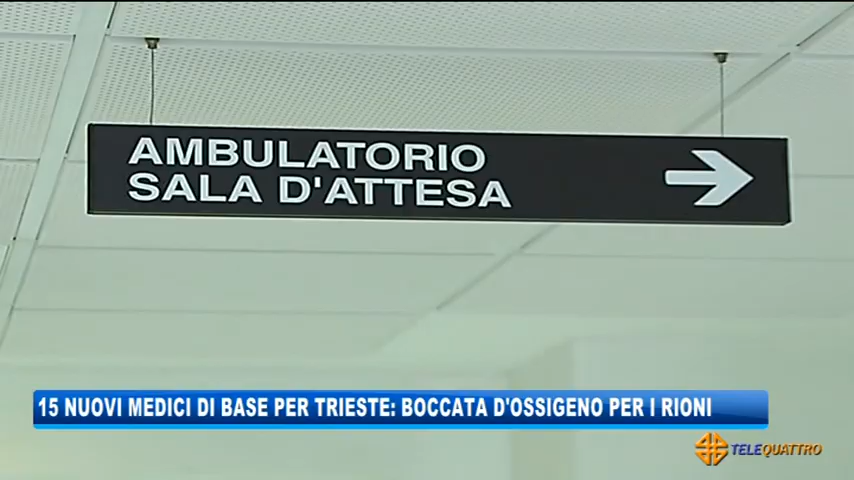 AMBULATORIO
SALA D'ATTESA
15 NUOVI MEDICI DI BASE PER TRIESTE: BOCCATA D'OSSIGENO PER I RIONI
TELEQUATTRO